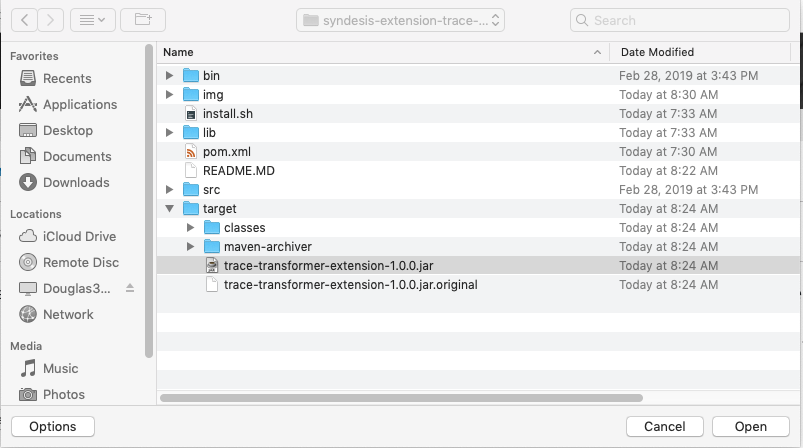 syndesis-extension-trace-...
Search
Favorites
Recents
Applications
Desktop
Documents
Downloads
Locations
iCloud Drive
Remote Disc
Douglas3...
Network
Media
Music
Photos
Name Date Modified
bin Feb 28, 2019 at 3:43 PM
img Today at 8:30 AM
install.sh Today at 7:33 AM
lib Today at 7:33 AM
pom.xml Today at 7:30 AM
README.MD Today at 8:22 AM
src Feb 28, 2019 at 3:43 PM
target Today at 8:24 AM
classes Today at 8:24 AM
maven-archiver Today at 8:24 AM
trace-transformer-extension-1.0.0.jar Today at 8:24 AM
trace-transformer-extension-1.0.0.jar.original Today at 8:24 AM
Options Cancel Open